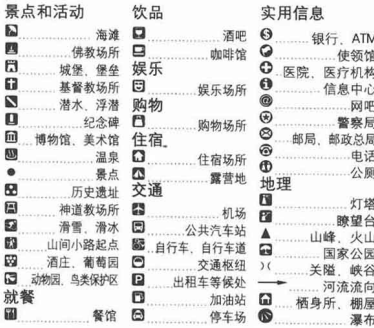 景点和活动
海滩
佛教场所
城堡、堡垒
基督教场所
潜水、浮潜
纪念碑
博物馆、美术馆
温泉
景点
历史遗址
神道教场所
滑雪、滑冰
山间小路起点
酒庄、葡萄园
动物园、鸟类保护区
就餐
餐馆
饮品
酒吧
咖啡馆
娱乐
娱乐场所
购物
购物场所
住宿
住宿场所
露营地
交通
机场
公共汽车站
自行车、自行车道
交通枢纽
出租车等候处
加油站
停车场
实用信息
银行、ATM
使领馆
医院、医疗机构
信息中心
网吧
警察局
邮局、邮政总局
电话
公厕
地理
灯塔
瞭望台
山峰、火山
国家公园
关隘、峡谷
河流流向
栖身所、棚屋
瀑布